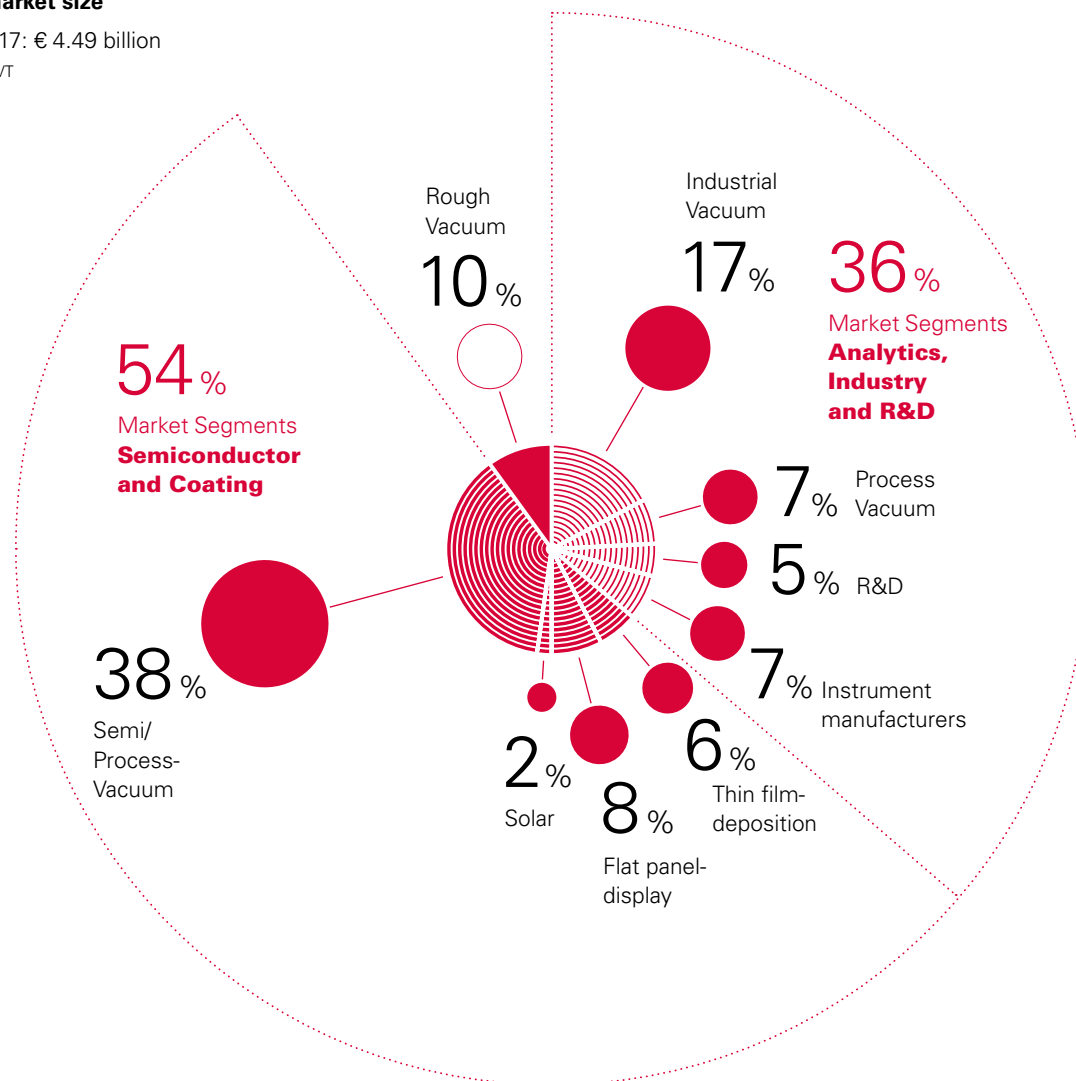 market size
17: € 4.49 billion
/T
Rough
Vacuum
10 %
Industrial
Vacuum
17 %
36 %
Market Segments
Analytics,
Industry
and R&D
54 %
Market Segments
Semiconductor
and Coating
7 %
Process
Vacuum
5 % R&D
7 % Instrument
manufacturers
38 %
Semi/
Process-
Vacuum
6 %
Thin film-
deposition
2 %
Solar
8 %
Flat panel-
display